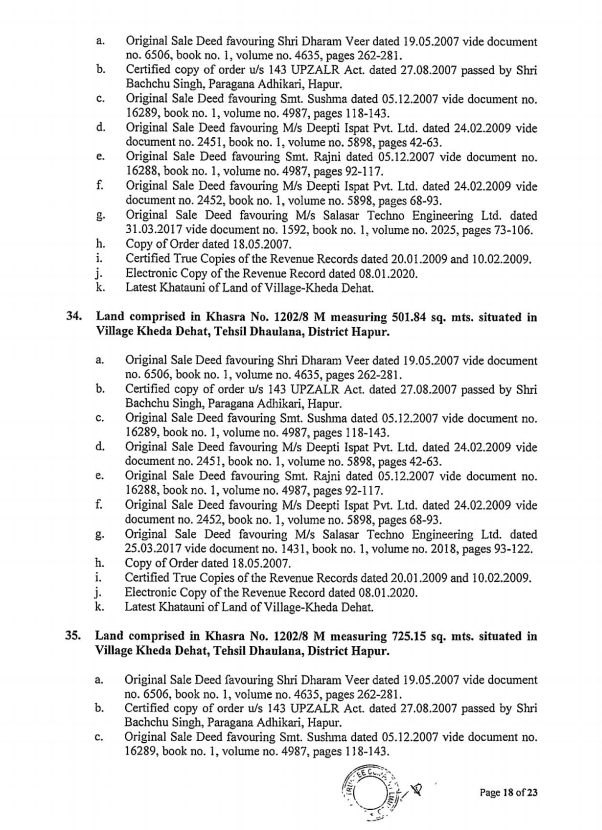 a. Original Sale Deed favouring Shri Dharam Veer dated 19.05.2007 vide document
no. 6506, book no. 1, volume no. 4635, pages 262-281.
b. Certified copy of order u/s 143 UPZALR Act. dated 27.08.2007 passed by Shri
Bachchu Singh, Paragana Adhikari, Hapur.
c. Original Sale Deed favouring Smt. Sushma dated 05.12.2007 vide document no.
16289, book no. 1, volume no. 4987, pages 118-143.
d. Original Sale Deed favouring M/s Deepti Ispat Pvt. Ltd. dated 24.02.2009 vide
document no. 2451, book no. 1, volume no. 5898, pages 42-63.
e. Original Sale Deed favouring Smt. Rajni dated 05.12.2007 vide document no.
16288, book no. 1, volume no. 4987, pages 92-117.
f. Original Sale Deed favouring M/s Deepti Ispat Pvt. Ltd. dated 24.02.2009 vide
document no. 2452, book no. 1, volume no. 5898, pages 68-93.
g. Original Sale Deed favouring M/s Salasar Techno Engineering Ltd. dated
31.03.2017 vide document no. 1592, book no. 1, volume no. 2025, pages 73-106.
h. Copy of Order dated 18.05.2007.
i. Certified True Copies of the Revenue Records dated 20.01.2009 and 10.02.2009.
j. Electronic Copy of the Revenue Record dated 08.01.2020.
k. Latest Khatauni of Land of Village-Kheda Dehat.
34. Land comprised in Khasra No. 1202/8 M measuring 501.84 sq. mts. situated in
Village Kheda Dehat, Tehsil Dhaulana, District Hapur.
a. Original Sale Deed favouring Shri Dharam Veer dated 19.05.2007 vide document
no. 6506, book no. 1, volume no. 4635, pages 262-281.
b. Certified copy of order u/s 143 UPZALR Act. dated 27.08.2007 passed by Shri
Bachchu Singh, Paragana Adhikari, Hapur.
c. Original Sale Deed favouring Smt. Sushma dated 05.12.2007 vide document no.
16289, book no. 1, volume no. 4987, pages 118-143.
d. Original Sale Deed favouring M/s Deepti Ispat Pvt. Ltd. dated 24.02.2009 vide
document no. 2451, book no. 1, volume no. 5898, pages 42-63.
e. Original Sale Deed favouring Smt. Rajni dated 05.12.2007 vide document no.
16288, book no. 1, volume no. 4987, pages 92-117.
f. Original Sale Deed favouring M/s Deepti Ispat Pvt. Ltd. dated 24.02.2009 vide
document no. 2452, book no. 1, volume no. 5898, pages 68-93.
g. Original Sale Deed favouring M/s Salasar Techno Engineering Ltd. dated
25.03.2017 vide document no. 1431, book no. 1, volume no. 2018, pages 93-122.
h. Copy of Order dated 18.05.2007.
i. Certified True Copies of the Revenue Records dated 20.01.2009 and 10.02.2009.
j. Electronic Copy of the Revenue Record dated 08.01.2020.
k. Latest Khatauni of Land of Village-Kheda Dehat.
35. Land comprised in Khasra No. 1202/8 M measuring 725.15 sq. mts. situated in
Village Kheda Dehat, Tehsil Dhaulana, District Hapur.
a. Original Sale Deed favouring Shri Dharam Veer dated 19.05.2007 vide document
no. 6506, book no. 1, volume no. 4635, pages 262-281.
b. Certified copy of order u/s 143 UPZALR Act. dated 27.08.2007 passed by Shri
Bachchu Singh, Paragana Adhikari, Hapur.
c. Original Sale Deed favouring Smt. Sushma dated 05.12.2007 vide document no.
16289, book no. 1, volume no. 4987, pages 118-143.
Page 18 of 23